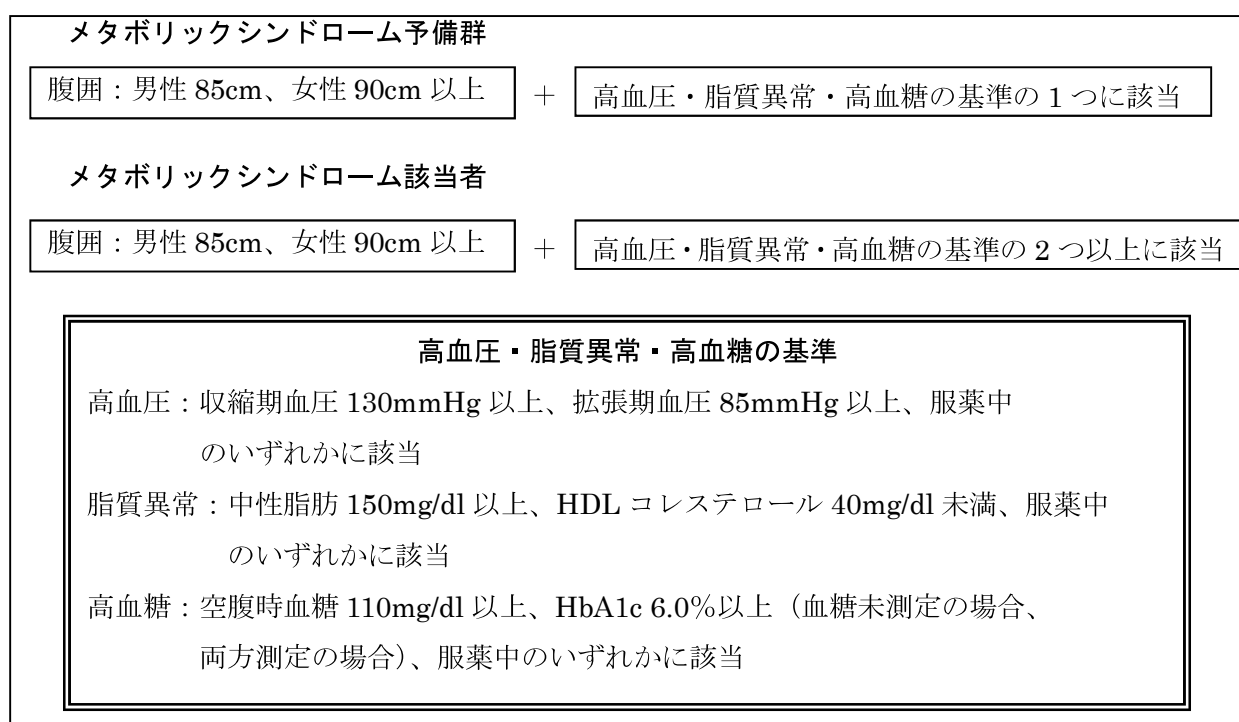 メタボリックシンドローム予備群
腹囲：男性 85cm、女性 90cm 以上 ＋ 高血圧・脂質異常・高血糖の基準の 1 つに該当
メタボリックシンドローム該当者
腹囲：男性 85cm、女性 90cm 以上 ＋ 高血圧・脂質異常・高血糖の基準の 2 つ以上に該当
高血圧・脂質異常・高血糖の基準
高血圧：収縮期血圧 130mmHg 以上、拡張期血圧 85mmHg 以上、服薬中
のいずれかに該当
脂質異常：中性脂肪 150mg/dl 以上、HDL コレステロール 40mg/dl 未満、服薬中
のいずれかに該当
高血糖：空腹時血糖 110mg/dl 以上、HbA1c 6.0％以上（血糖未測定の場合、
両方測定の場合）、服薬中のいずれかに該当